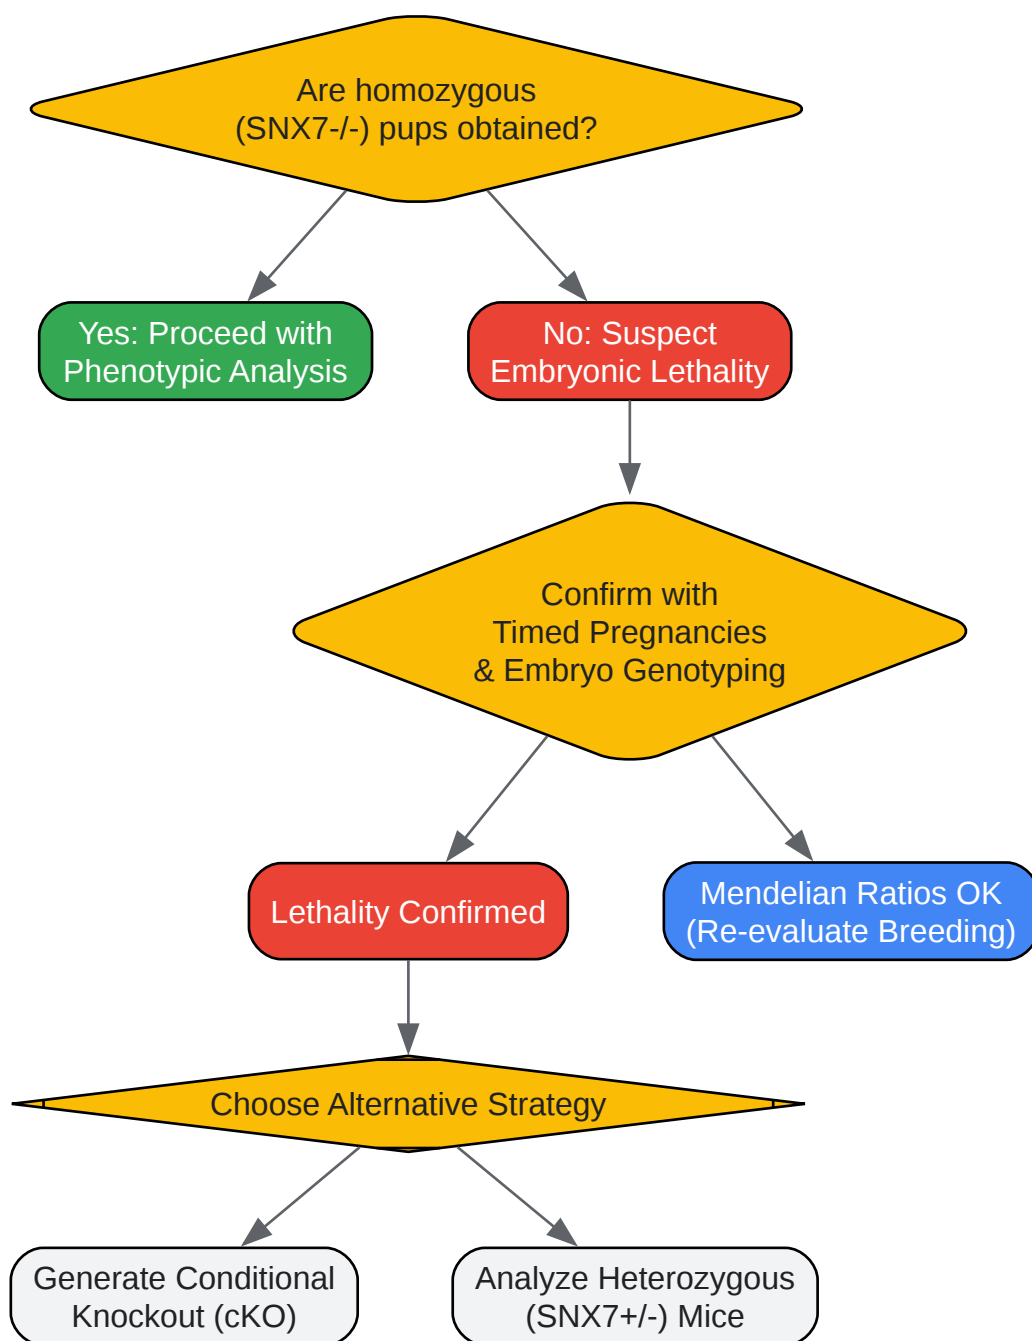 Are homozygous
(SNX7-/-) pups obtained?
Yes: Proceed with
Phenotypic Analysis
No: Suspect
Embryonic Lethality
Confirm with
Timed Pregnancies
& Embryo Genotyping
Lethality Confirmed
Mendelian Ratios OK
(Re-evaluate Breeding)
Choose Alternative Strategy
Generate Conditional
Knockout (cKO)
Analyze Heterozygous
(SNX7+/-) Mice